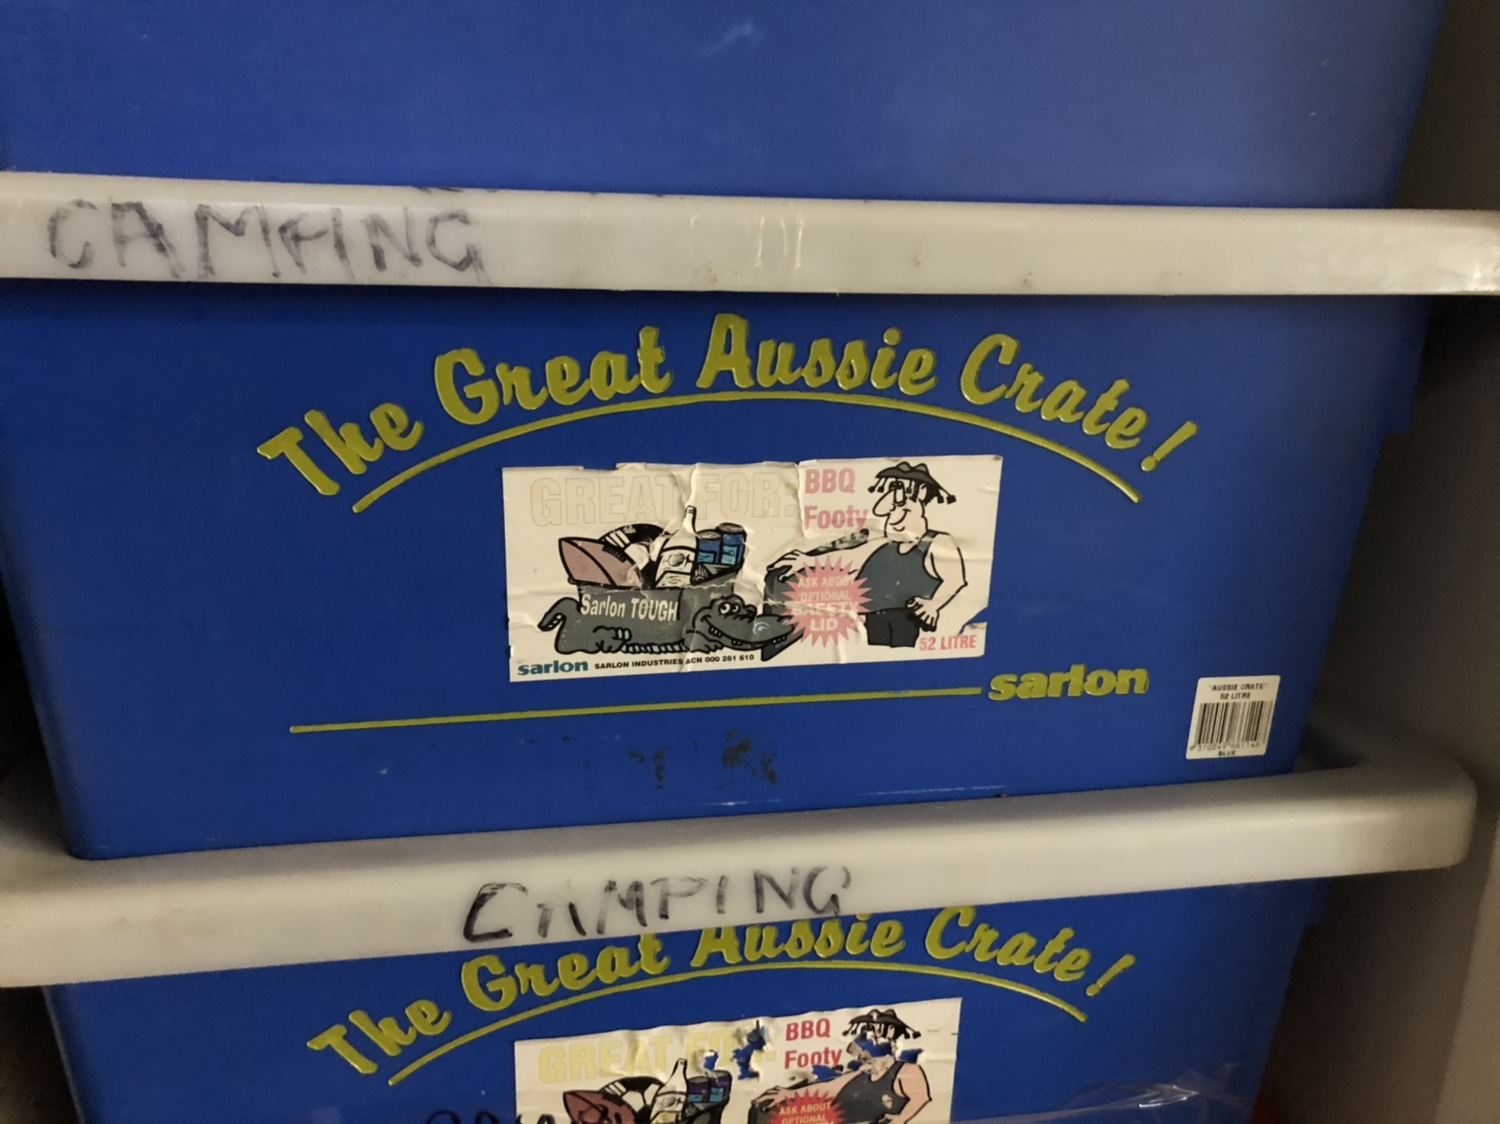 CAMPING
The Great Aussie Crate!
GREAT FOR:
BBQ
Footy
ASK ABOUT
OPTIONAL
SAFETY
LID
Sarlon TOUGH
52 LITRE
sarlon SARLON INDUSTRIES ACN 000 261 610
sarlon
"AUSSIE CRATE"
52 LITRE
BLUE
CAMPING
The Great Aussie Crate!
GREAT FOR:
BBQ
Footy
ASK ABOUT
OPTIONAL